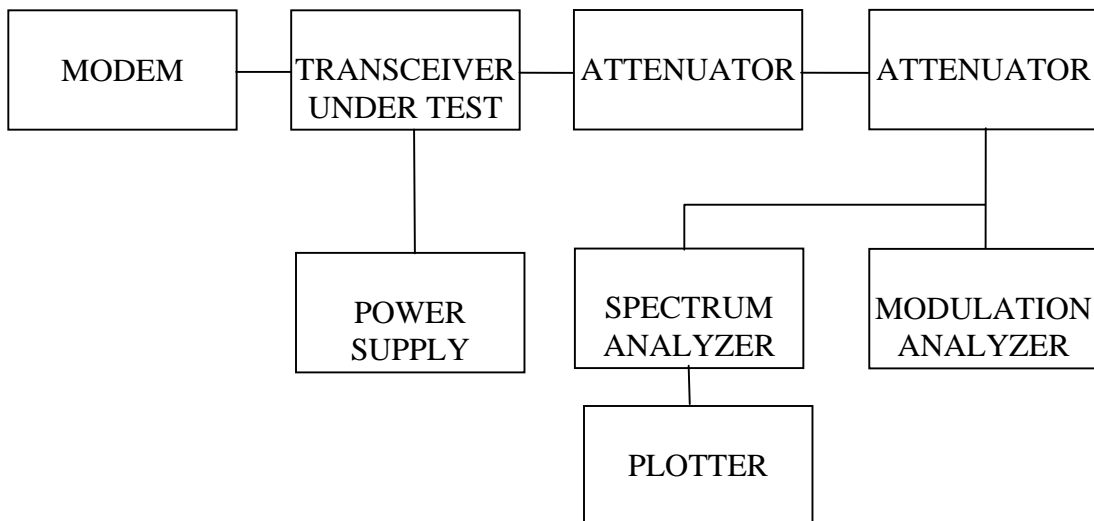 MODEM
TRANSCEIVER
UNDER TEST
ATTENUATOR
ATTENUATOR
POWER
SUPPLY
SPECTRUM
ANALYZER
MODULATION
ANALYZER
PLOTTER